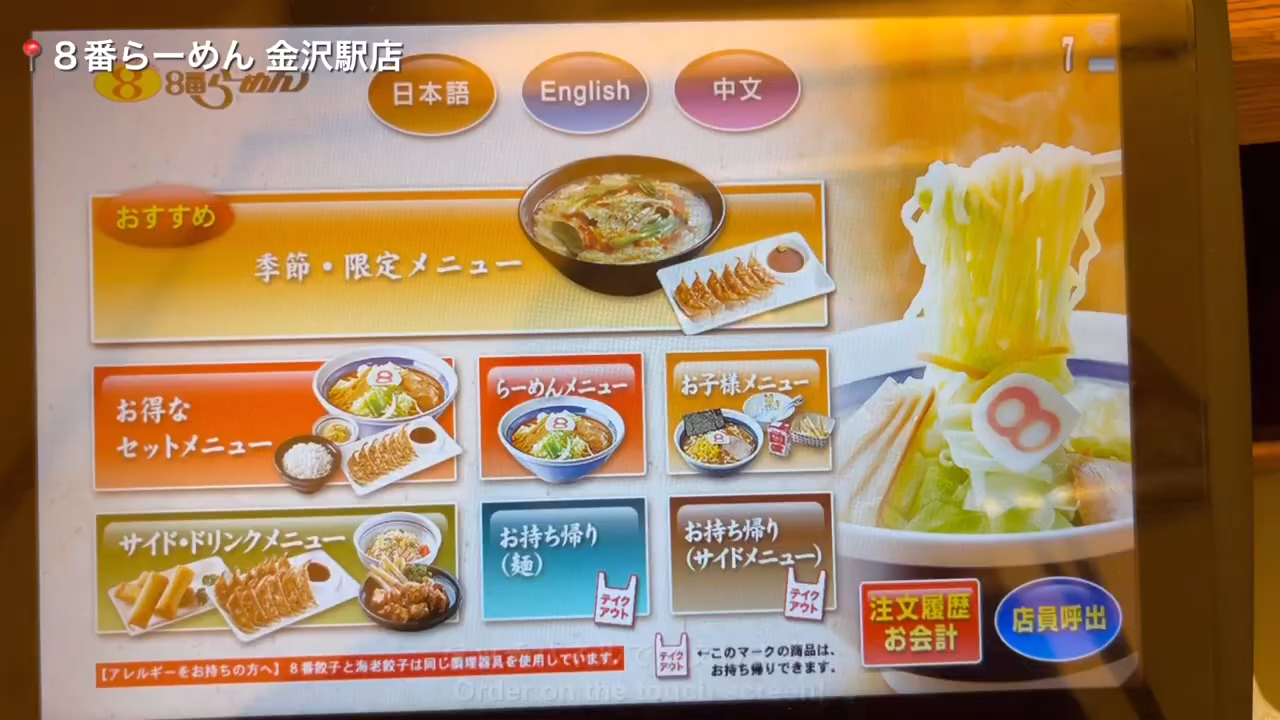 📍8番らーめん 金沢駅店
8 8番らーめん
日本語
English
中文
7
おすすめ
季節・限定メニュー
お得な
セットメニュー
らーめんメニュー
お子様メニュー
サイド・ドリンクメニュー
お持ち帰り
(麺)
テイク
アウト
お持ち帰り
(サイドメニュー)
テイク
アウト
注文履歴
お会計
店員呼出
【アレルギーをお持ちの方へ】8番餃子と海老餃子は同じ調理器具を使用しています。
テイク
アウト
←このマークの商品は、
お持ち帰りできます。
Order on the touch screen!